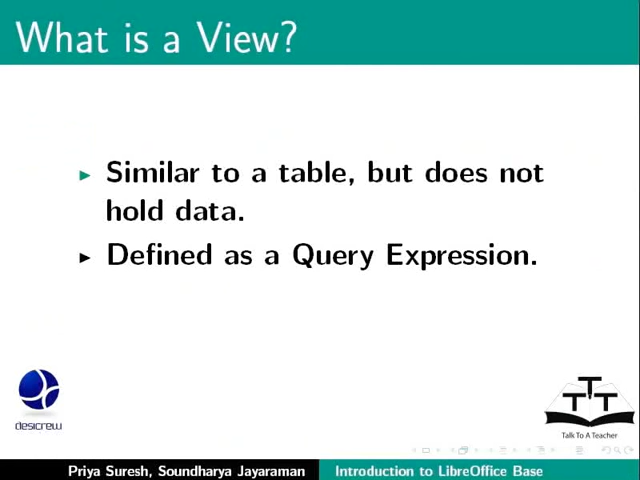 What is a View?
Similar to a table, but does not
hold data.
Defined as a Query Expression.
desicrew
T T T
Talk To A Teacher
Priya Suresh, Soundharya Jayaraman Introduction to LibreOffice Base